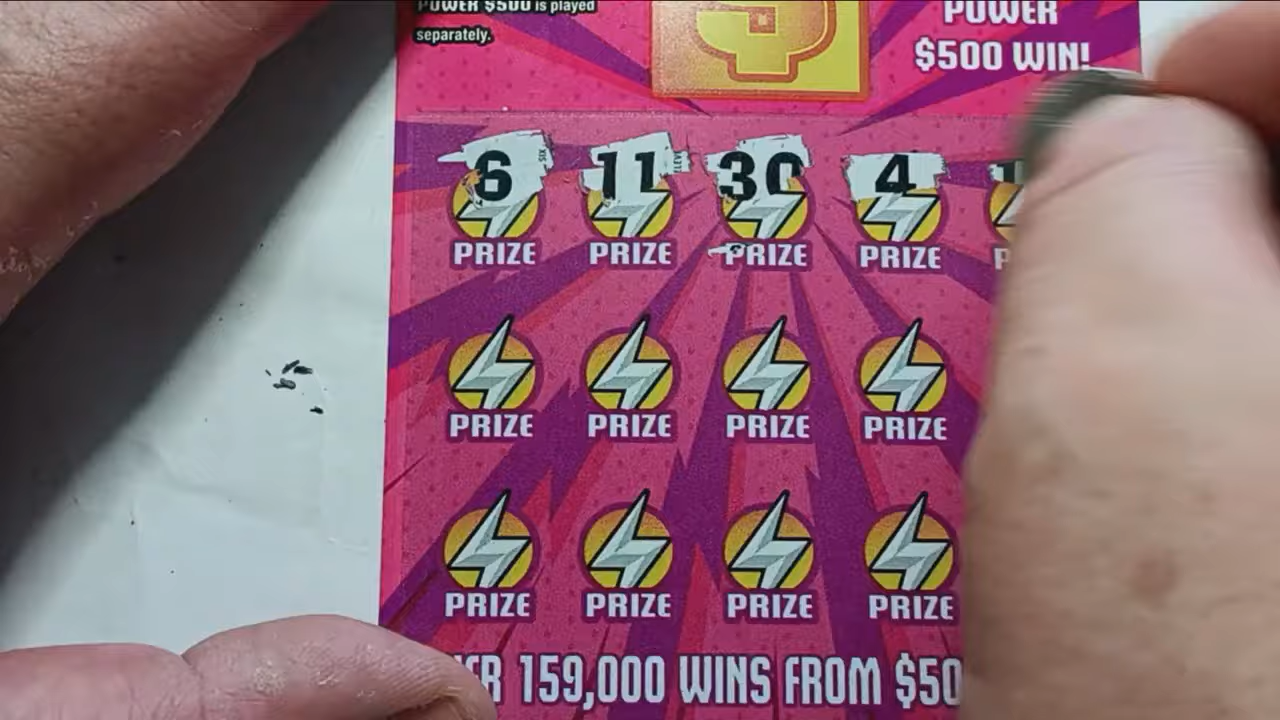 POWER $500 is played
separately.
POWER
$500 WIN!
6 SIX 11 30 4
PRIZE PRIZE PRIZE PRIZE
PRIZE PRIZE PRIZE PRIZE
PRIZE PRIZE PRIZE PRIZE
159,000 WINS FROM $50